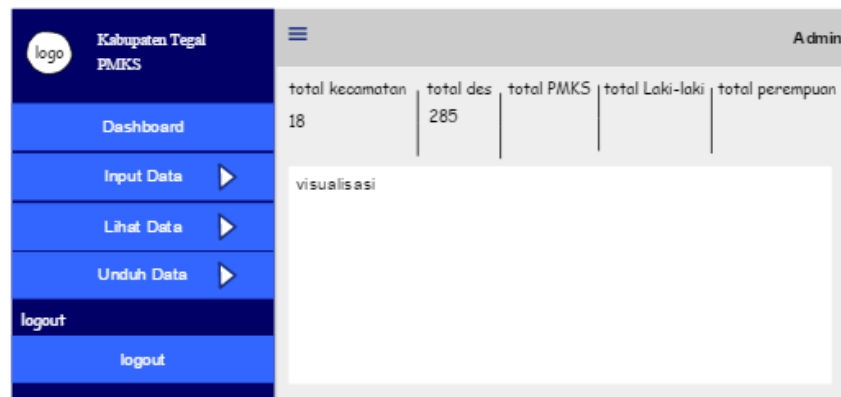 logo
Kabupaten Tegal
PMKS
Dashboard
Input Data
Lihat Data
Unduh Data
logout
logout
Admin
total kecamatan total des total PMKS total Laki-laki total perempuan
18 285
visualisasi